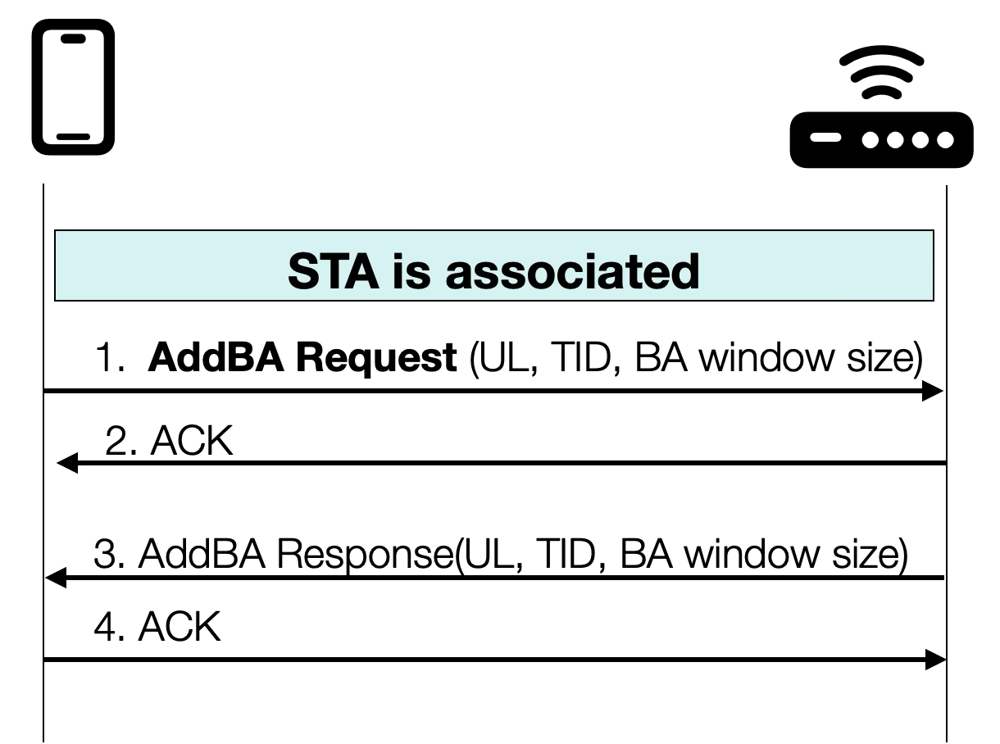 STA is associated
1. AddBA Request (UL, TID, BA window size)
2. ACK
3. AddBA Response(UL, TID, BA window size)
4. ACK